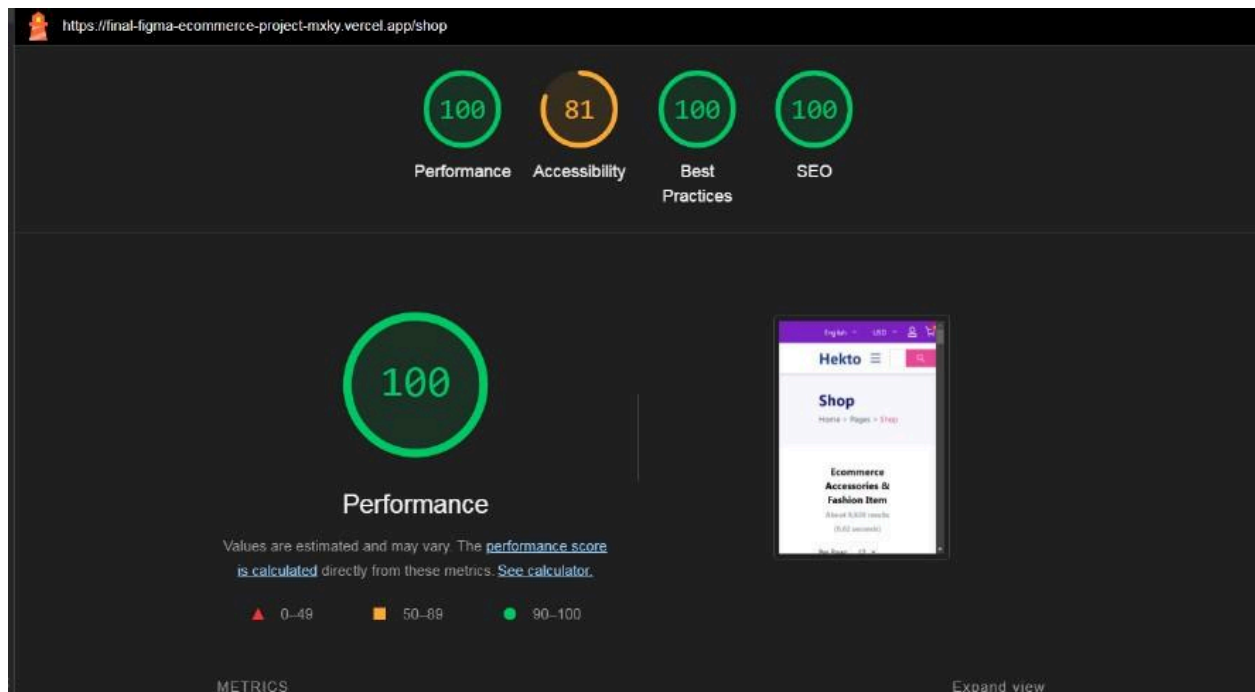 https://final-figma-ecommerce-project-mxky.vercel.app/shop
100
81
100
100
Performance
Accessibility
Best
Practices
SEO
100
Performance
Values are estimated and may vary. The performance score
is calculated directly from these metrics. See calculator.
0–49
50–89
90–100
English
USD
Hekto
Shop
Home Pages Shop
Ecommerce
Accessories &
Fashion Item
About results
seconds)
METRICS
Expand view